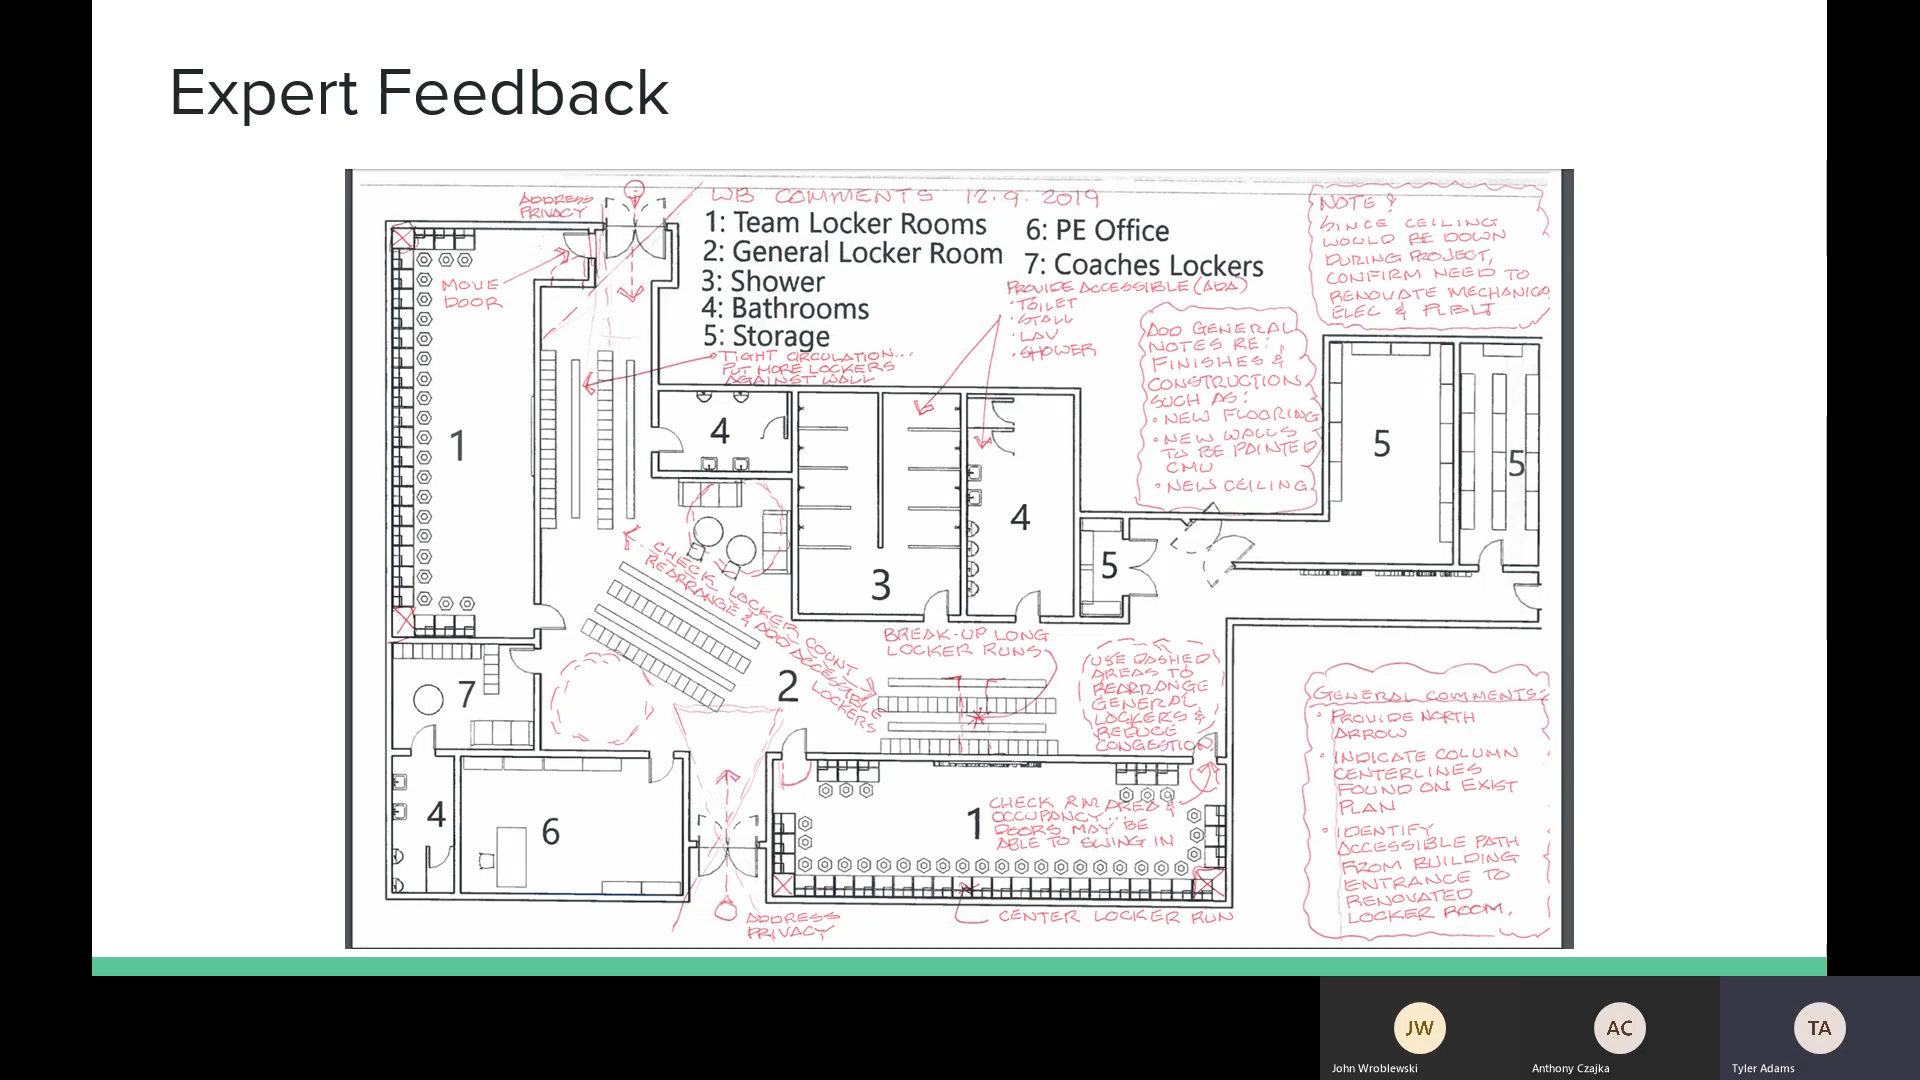 Expert Feedback
WB COMMENTS 12.9.2019
ADDRESS
PRIVACY
1: Team Locker Rooms
2: General Locker Room
3: Shower
4: Bathrooms
5: Storage
6: PE Office
7: Coaches Lockers
MOVE
DOOR
PROVIDE ACCESSIBLE (ADA)
• TOILET
• STALL
• LAV
• SHOWER
• TIGHT CIRCULATION...
PUT MORE LOCKERS
AGAINST WALL
NOTE:
SINCE CEILING
WOULD BE DOWN
DURING PROJECT,
CONFIRM NEED TO
RENOVATE MECHANICA
ELEC &
ADD GENERAL
NOTES RE:
FINISHES &
CONSTRUCTION
SUCH AS:
• NEW FLOORING
• NEW WALLS
TO BE PAINTED
CMU
• NEW CEILING
1
4
5
5
4
5
3
CHECK LOCKER COUNT
REARRANGE & ADD ACCESSIBLE
LOCKERS
BREAK-UP LONG
LOCKER RUNS
USE DASHED
AREAS TO
REARRANGE
GENERAL
LOCKERS &
REDUCE
CONGESTION
2
7
GENERAL COMMENTS:
• PROVIDE NORTH
ARROW
• INDICATE COLUMN
CENTERLINES
FOUND ON EXIST
PLAN
• IDENTIFY
ACCESSIBLE PATH
FROM BUILDING
ENTRANCE TO
RENOVATED
LOCKER ROOM.
4
6
1
CHECK RM AREA &
OCCUPANCY...
DOORS MAY BE
ABLE TO SWING IN
ADDRESS
PRIVACY
CENTER LOCKER RUN
JW
AC
TA
John Wroblewski
Anthony Czajka
Tyler Adams